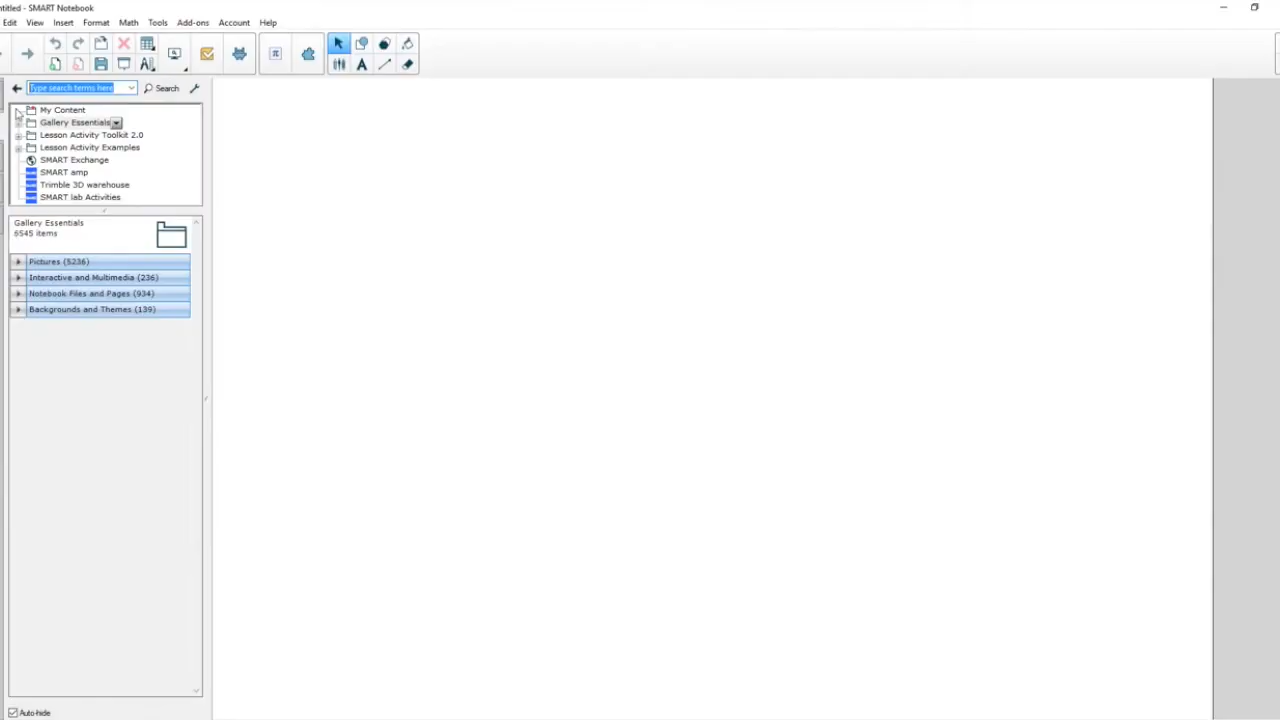 ntitled - SMART Notebook
Edit View Insert Format Math Tools Add-ons Account Help
Type search terms here Search
My Content
Gallery Essentials
Lesson Activity Toolkit 2.0
Lesson Activity Examples
SMART Exchange
SMART amp
Trimble 3D warehouse
SMART lab Activities
Gallery Essentials
6545 items
Pictures (5236)
Interactive and Multimedia (236)
Notebook Files and Pages (934)
Backgrounds and Themes (139)
Auto-hide